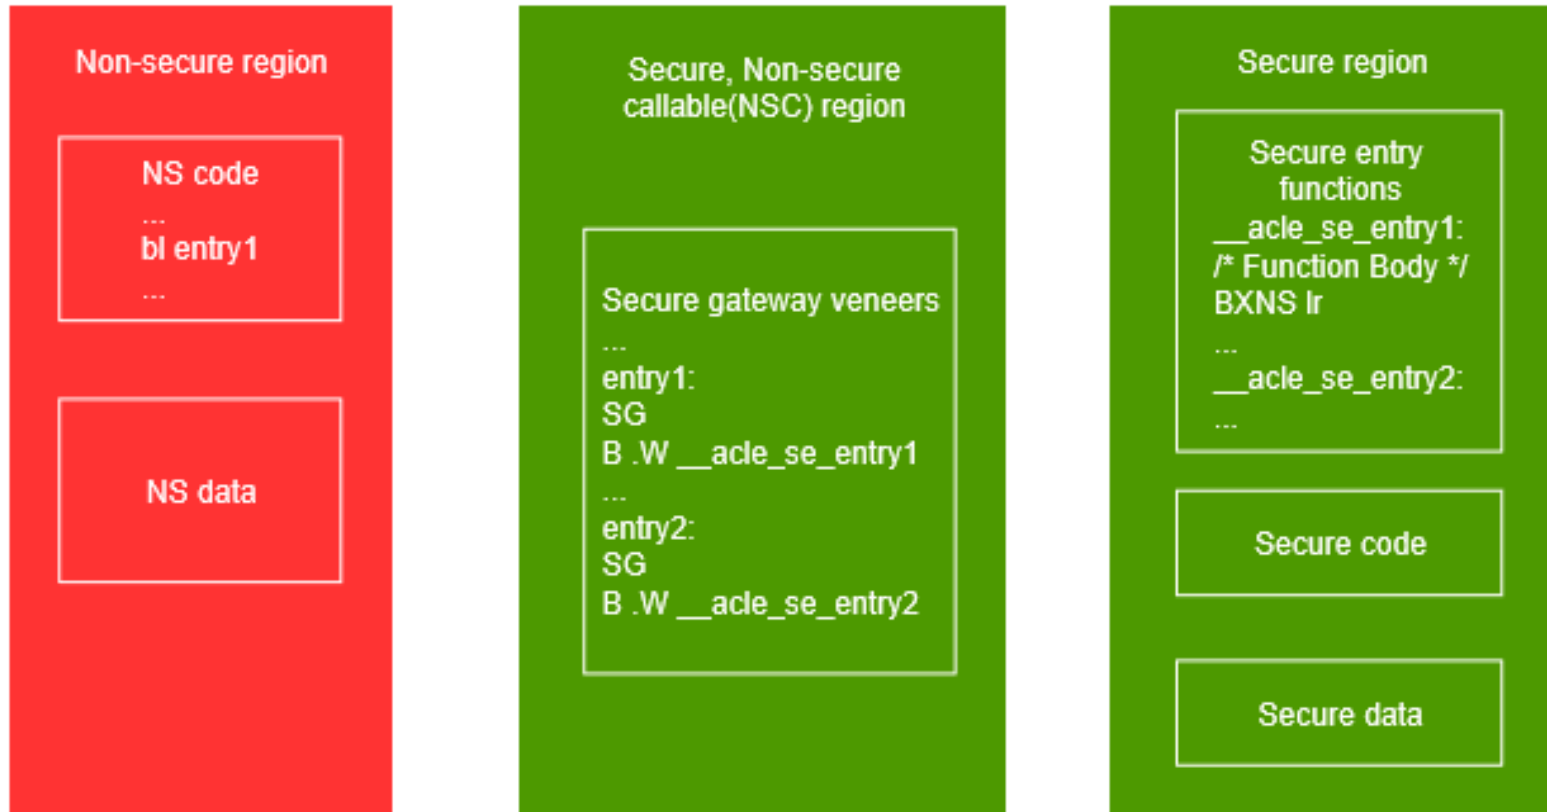 Non-secure region
NS code
...
bl entry1
...
NS data
Secure, Non-secure
callable(NSC) region
Secure gateway veneers
...
entry1:
SG
B .W __acle_se_entry1
...
entry2:
SG
B .W __acle_se_entry2
Secure region
Secure entry
functions
__acle_se_entry1:
/* Function Body */
BXNS lr
...
__acle_se_entry2:
...
Secure code
Secure data